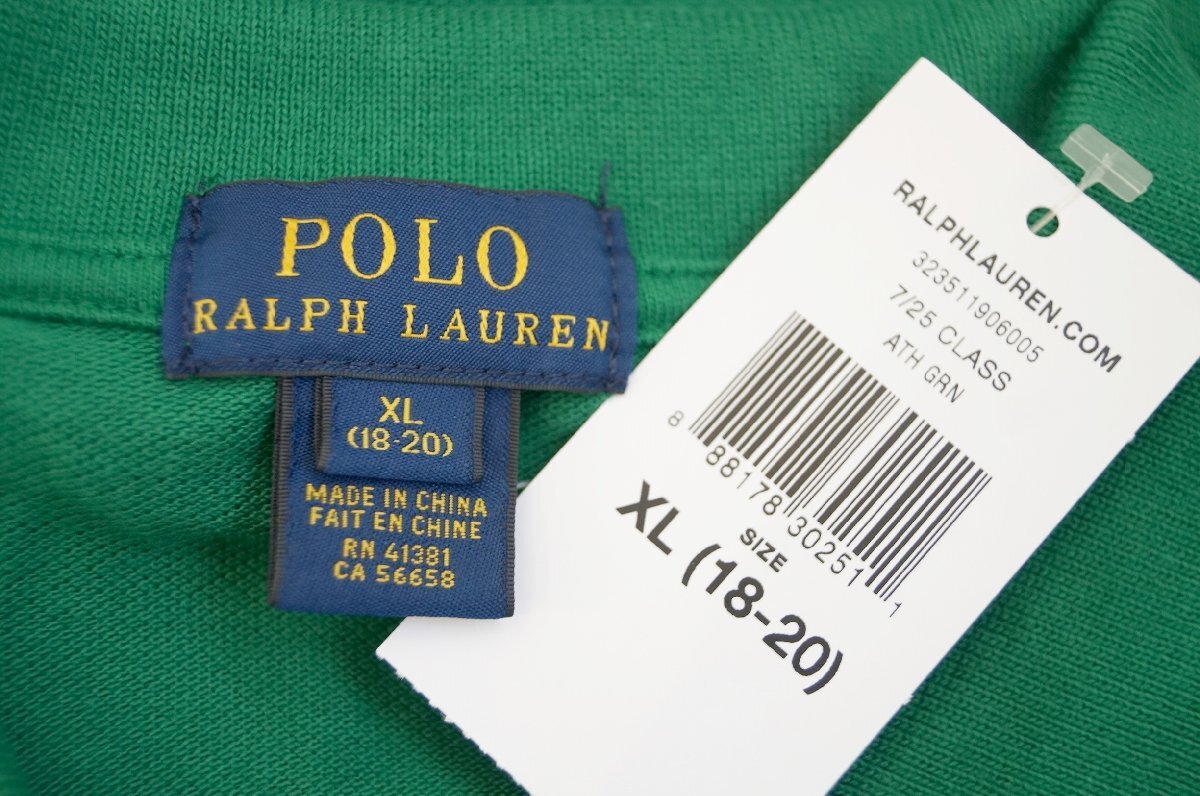 POLO
RALPH LAUREN
XL
(18-20)
MADE IN CHINA
FAIT EN CHINE
RN 41381
CA 56658
RALPHLAUREN.COM
323511906005
7/25 CLASS
ATH GRN
8 88178 30251 1
SIZE
XL (18-20)